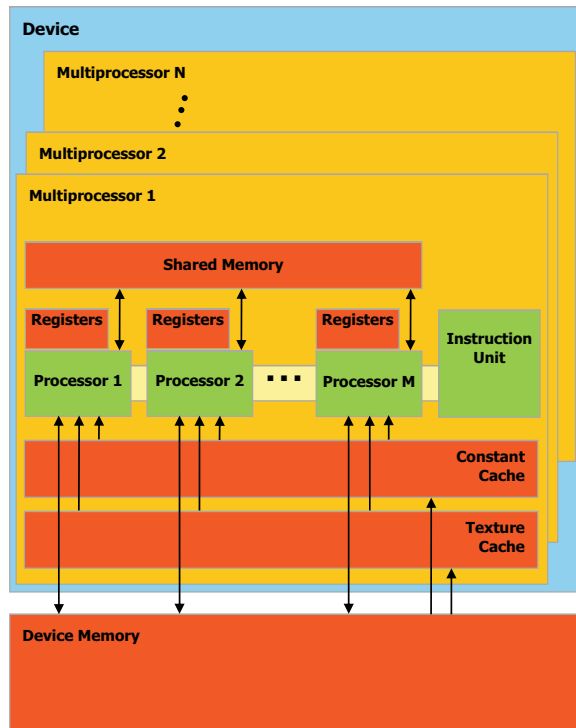 Device
Multiprocessor N
Multiprocessor 2
Multiprocessor 1
Shared Memory
Registers
Registers
Registers
Instruction
Unit
Processor 1
Processor 2
Processor M
Constant
Cache
Texture
Cache
Device Memory